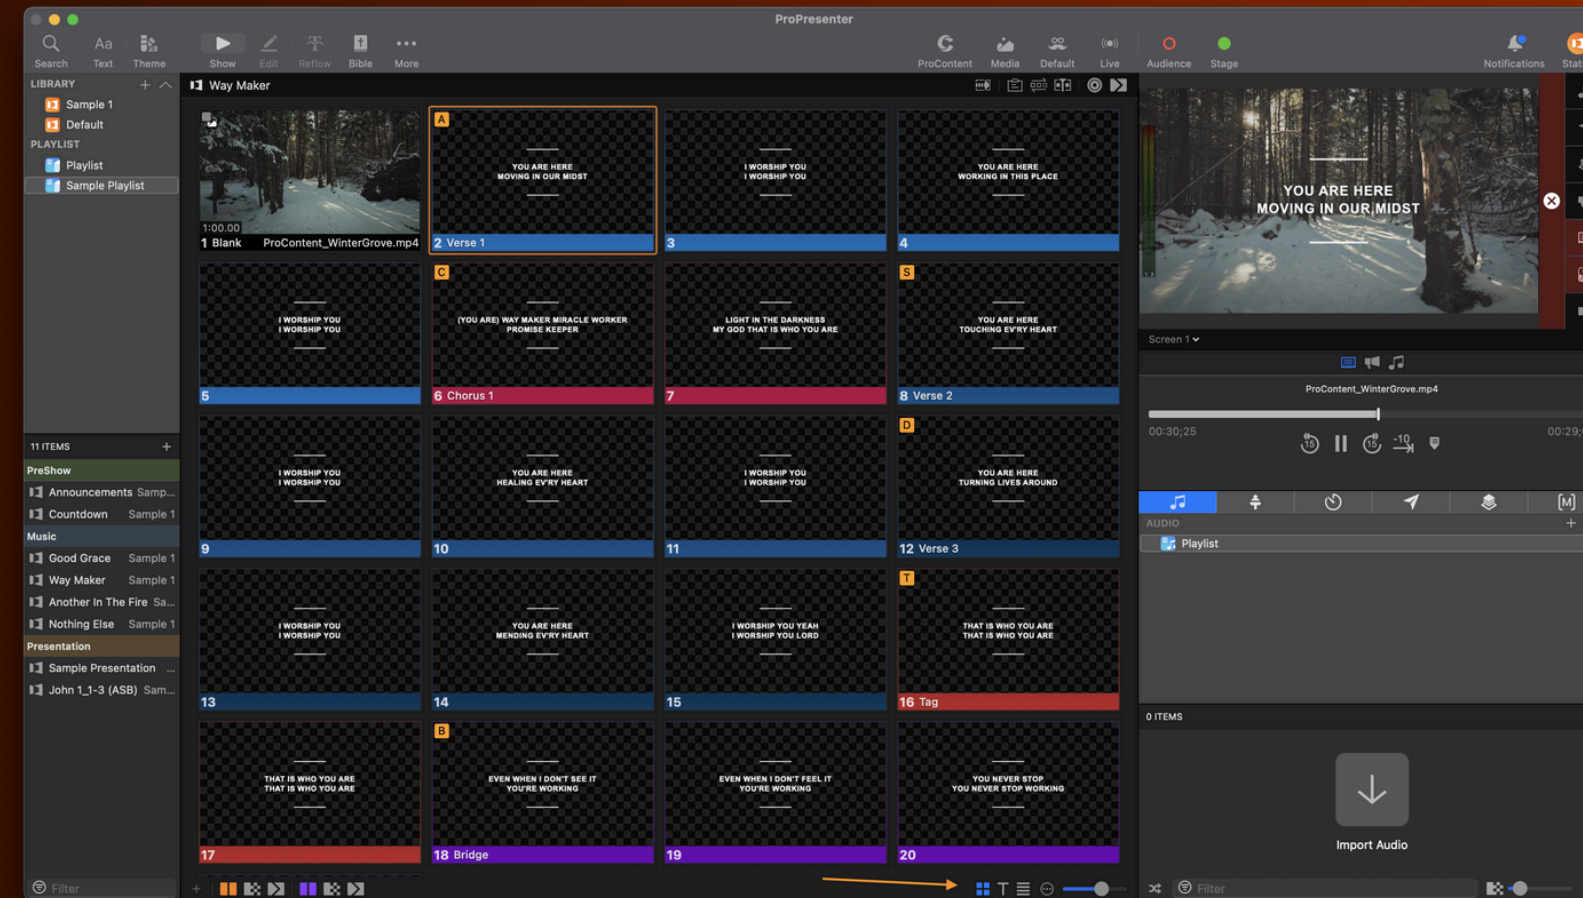 ProPresenter
Search
Text
Theme
Show
Edit
Reflow
Bible
More
ProContent
Media
Default
Live
Audience
Stage
Notifications
LIBRARY
Sample 1
Default
PLAYLIST
Playlist
Sample Playlist
11 ITEMS
PreShow
Announcements Samp...
Countdown Sample 1
Music
Good Grace Sample 1
Way Maker Sample 1
Another In The Fire Sa...
Nothing Else Sample 1
Presentation
Sample Presentation ...
John 1_1-3 (ASB) Sam...
Filter
Way Maker
1:00.00
1 Blank ProContent_WinterGrove.mp4
A
YOU ARE HERE
MOVING IN OUR MIDST
2 Verse 1
I WORSHIP YOU
I WORSHIP YOU
3
YOU ARE HERE
WORKING IN THIS PLACE
4
I WORSHIP YOU
I WORSHIP YOU
5
C
(YOU ARE) WAY MAKER MIRACLE WORKER
PROMISE KEEPER
6 Chorus 1
LIGHT IN THE DARKNESS
MY GOD THAT IS WHO YOU ARE
7
S
YOU ARE HERE
TOUCHING EV'RY HEART
8 Verse 2
I WORSHIP YOU
I WORSHIP YOU
9
YOU ARE HERE
HEALING EV'RY HEART
10
I WORSHIP YOU
I WORSHIP YOU
11
D
YOU ARE HERE
TURNING LIVES AROUND
12 Verse 3
I WORSHIP YOU
I WORSHIP YOU
13
YOU ARE HERE
MENDING EV'RY HEART
14
I WORSHIP YOU YEAH
I WORSHIP YOU LORD
15
T
THAT IS WHO YOU ARE
THAT IS WHO YOU ARE
16 Tag
THAT IS WHO YOU ARE
THAT IS WHO YOU ARE
17
B
EVEN WHEN I DON'T SEE IT
YOU'RE WORKING
18 Bridge
EVEN WHEN I DON'T FEEL IT
YOU'RE WORKING
19
YOU NEVER STOP
YOU NEVER STOP WORKING
20
YOU ARE HERE
MOVING IN OUR MIDST
Screen 1
ProContent_WinterGrove.mp4
00:30;25
15
15
-10
[M]
AUDIO
Playlist
0 ITEMS
Import Audio
Filter